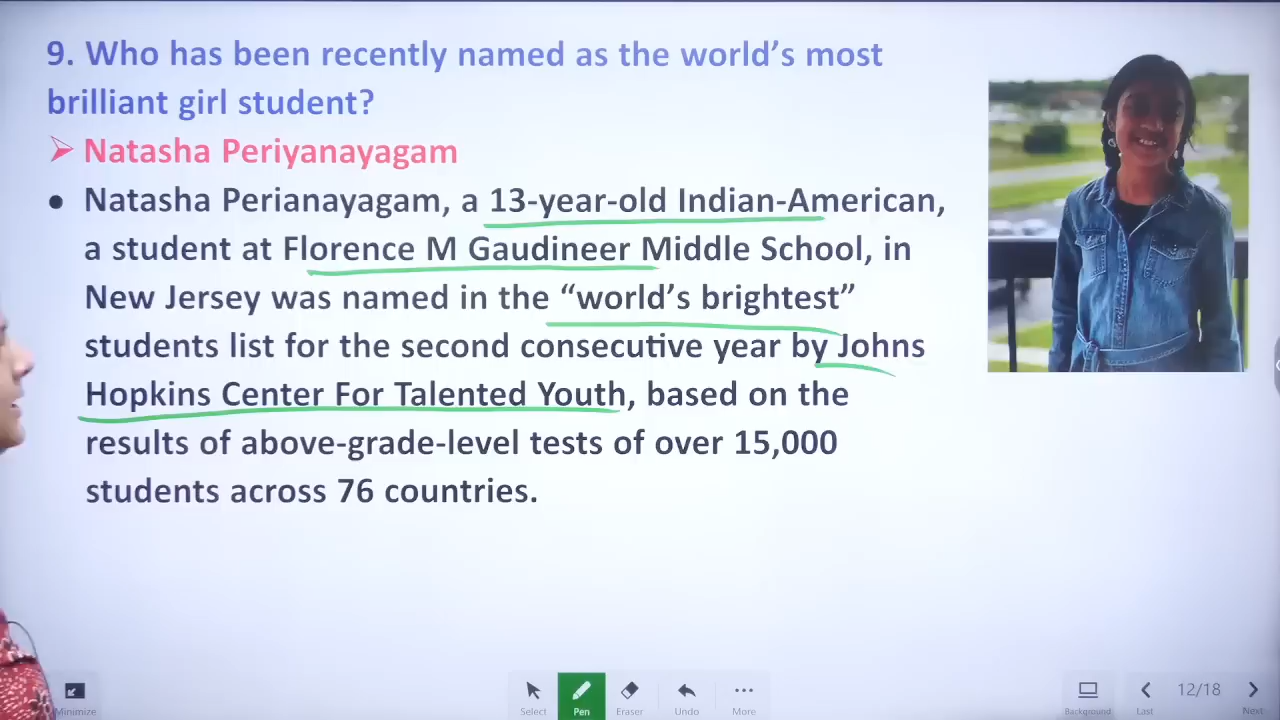 9. Who has been recently named as the world’s most
brilliant girl student?
➢ Natasha Periyanayagam
• Natasha Perianayagam, a 13-year-old Indian-American,
a student at Florence M Gaudineer Middle School, in
New Jersey was named in the “world’s brightest”
students list for the second consecutive year by Johns
Hopkins Center For Talented Youth, based on the
results of above-grade-level tests of over 15,000
students across 76 countries.
Minimize
Select
Pen
Eraser
Undo
More
Background
Last
12/18
Next